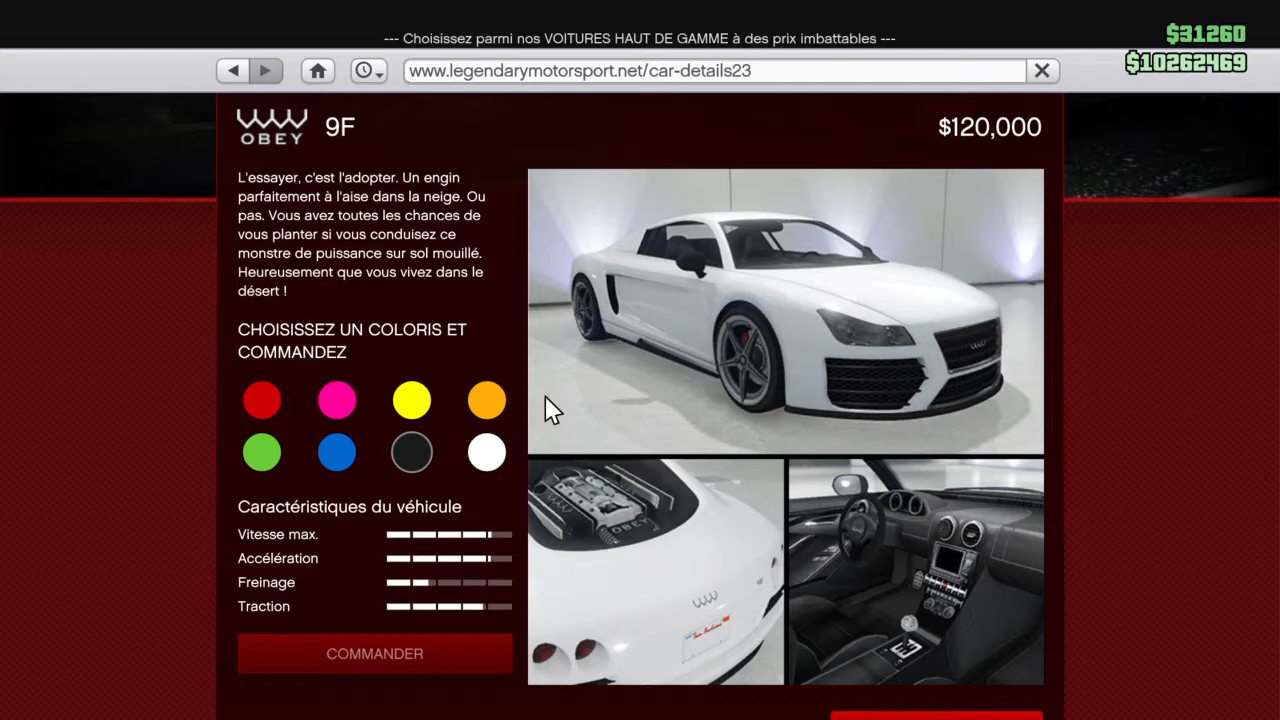 --- Choisissez parmi nos VOITURES HAUT DE GAMME à des prix imbattables ---
$31260
$10262469
www.legendarymotorsport.net/car-details23
OBEY
9F
$120,000
L'essayer, c'est l'adopter. Un engin
parfaitement à l'aise dans la neige. Ou
pas. Vous avez toutes les chances de
vous planter si vous conduisez ce
monstre de puissance sur sol mouillé.
Heureusement que vous vivez dans le
désert !
CHOISISSEZ UN COLORIS ET
COMMANDEZ
Caractéristiques du véhicule
Vitesse max.
Accélération
Freinage
Traction
COMMANDER
OBEY
San Andreas